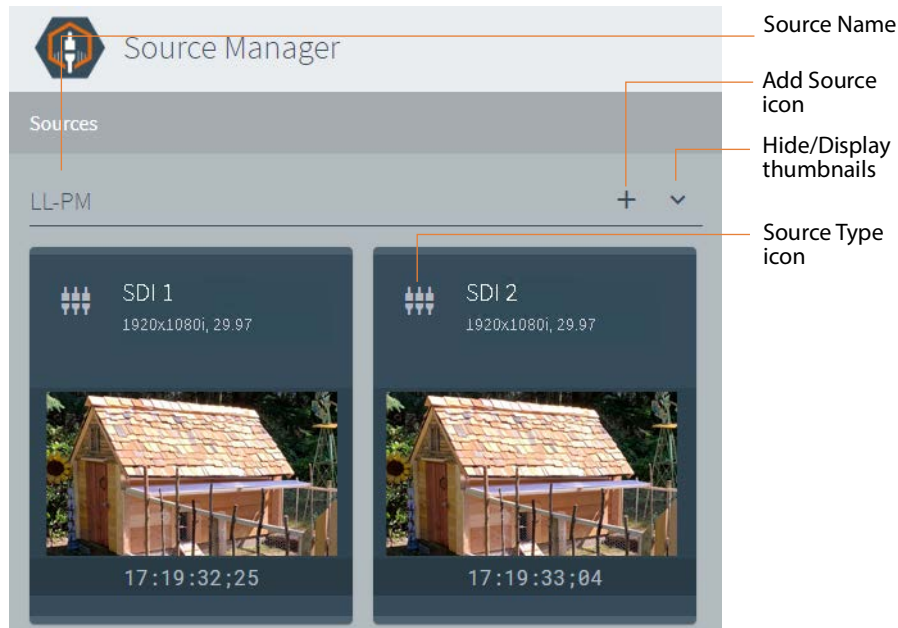 Source Manager
Source Name
Add Source
icon
Sources
Hide/Display
thumbnails
LL-PM
Source Type
icon
SDI 1
1920x1080i, 29.97
SDI 2
1920x1080i, 29.97
17:19:32;25
17:19:33;04